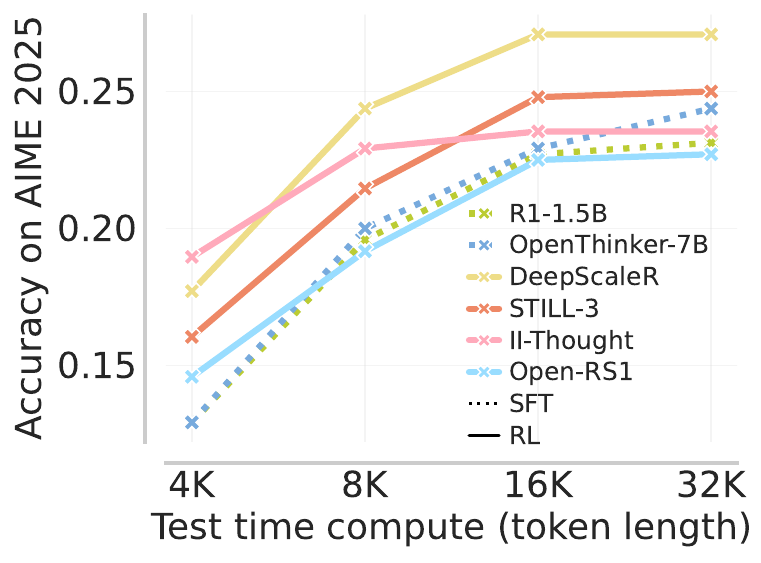 Accuracy on AIME 2025
0.25
0.20
0.15
R1-1.5B
OpenThinker-7B
DeepScaleR
STILL-3
II-Thought
Open-RS1
SFT
RL
4K 8K 16K 32K
Test time compute (token length)